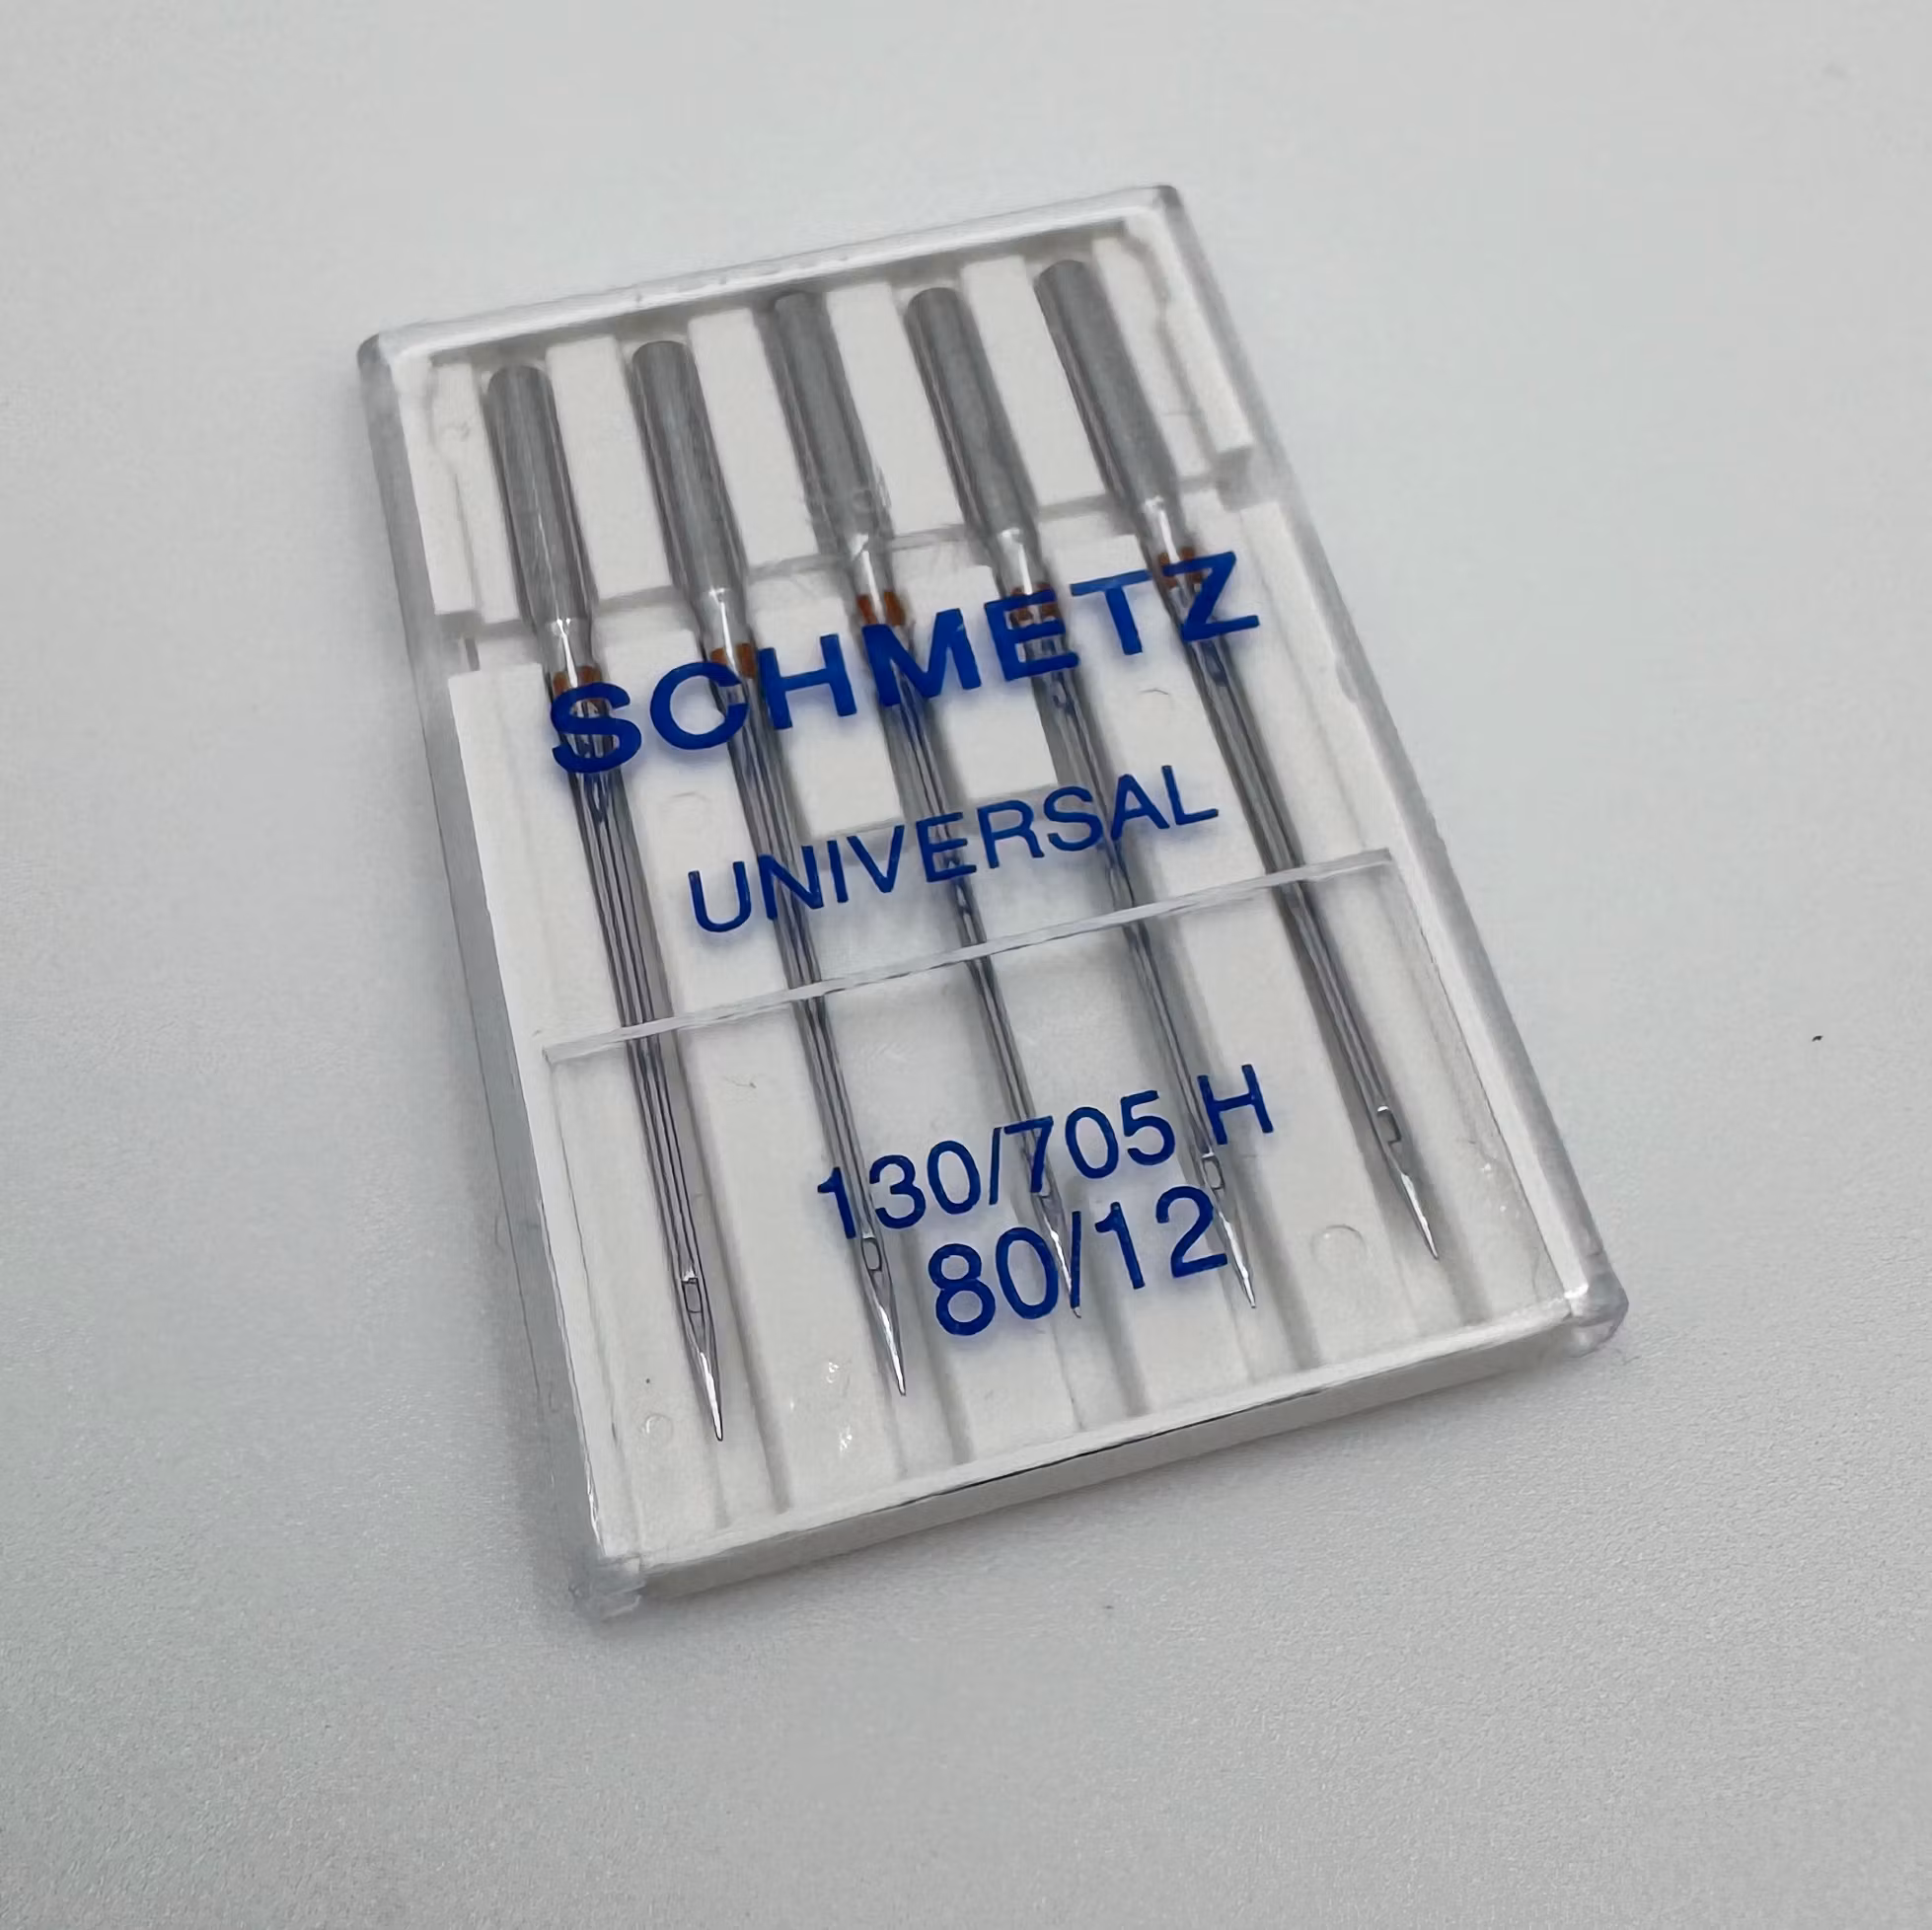 SCHMETZ
UNIVERSAL
130/705 H
80/12